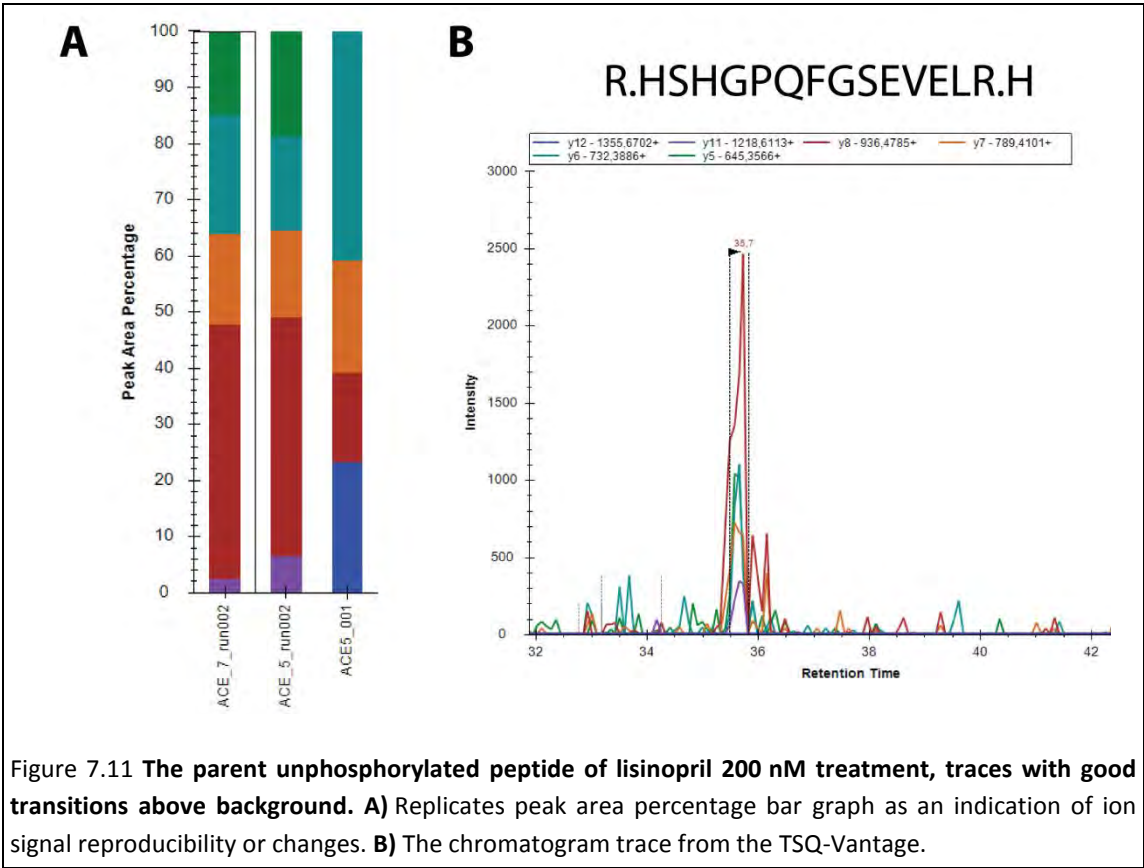 A
100
90
80
70
60
50
40
30
20
10
0
Peak Area Percentage
ACE_7_run002
ACE_5_run002
ACE5_001
B
R.HSHGPQFGSEVELR.H
y12 - 1355,6702+ y11 - 1218,6113+ y8 - 936,4785+ y7 - 789,4101+
y6 - 732,3886+ y5 - 645,3566+
3000
2500
2000
1500
1000
500
0
Intensity
35,7
32 34 36 38 40 42
Retention Time
Figure 7.11 The parent unphosphorylated peptide of lisinopril 200 nM treatment, traces with good
transitions above background. A) Replicates peak area percentage bar graph as an indication of ion
signal reproducibility or changes. B) The chromatogram trace from the TSQ-Vantage.